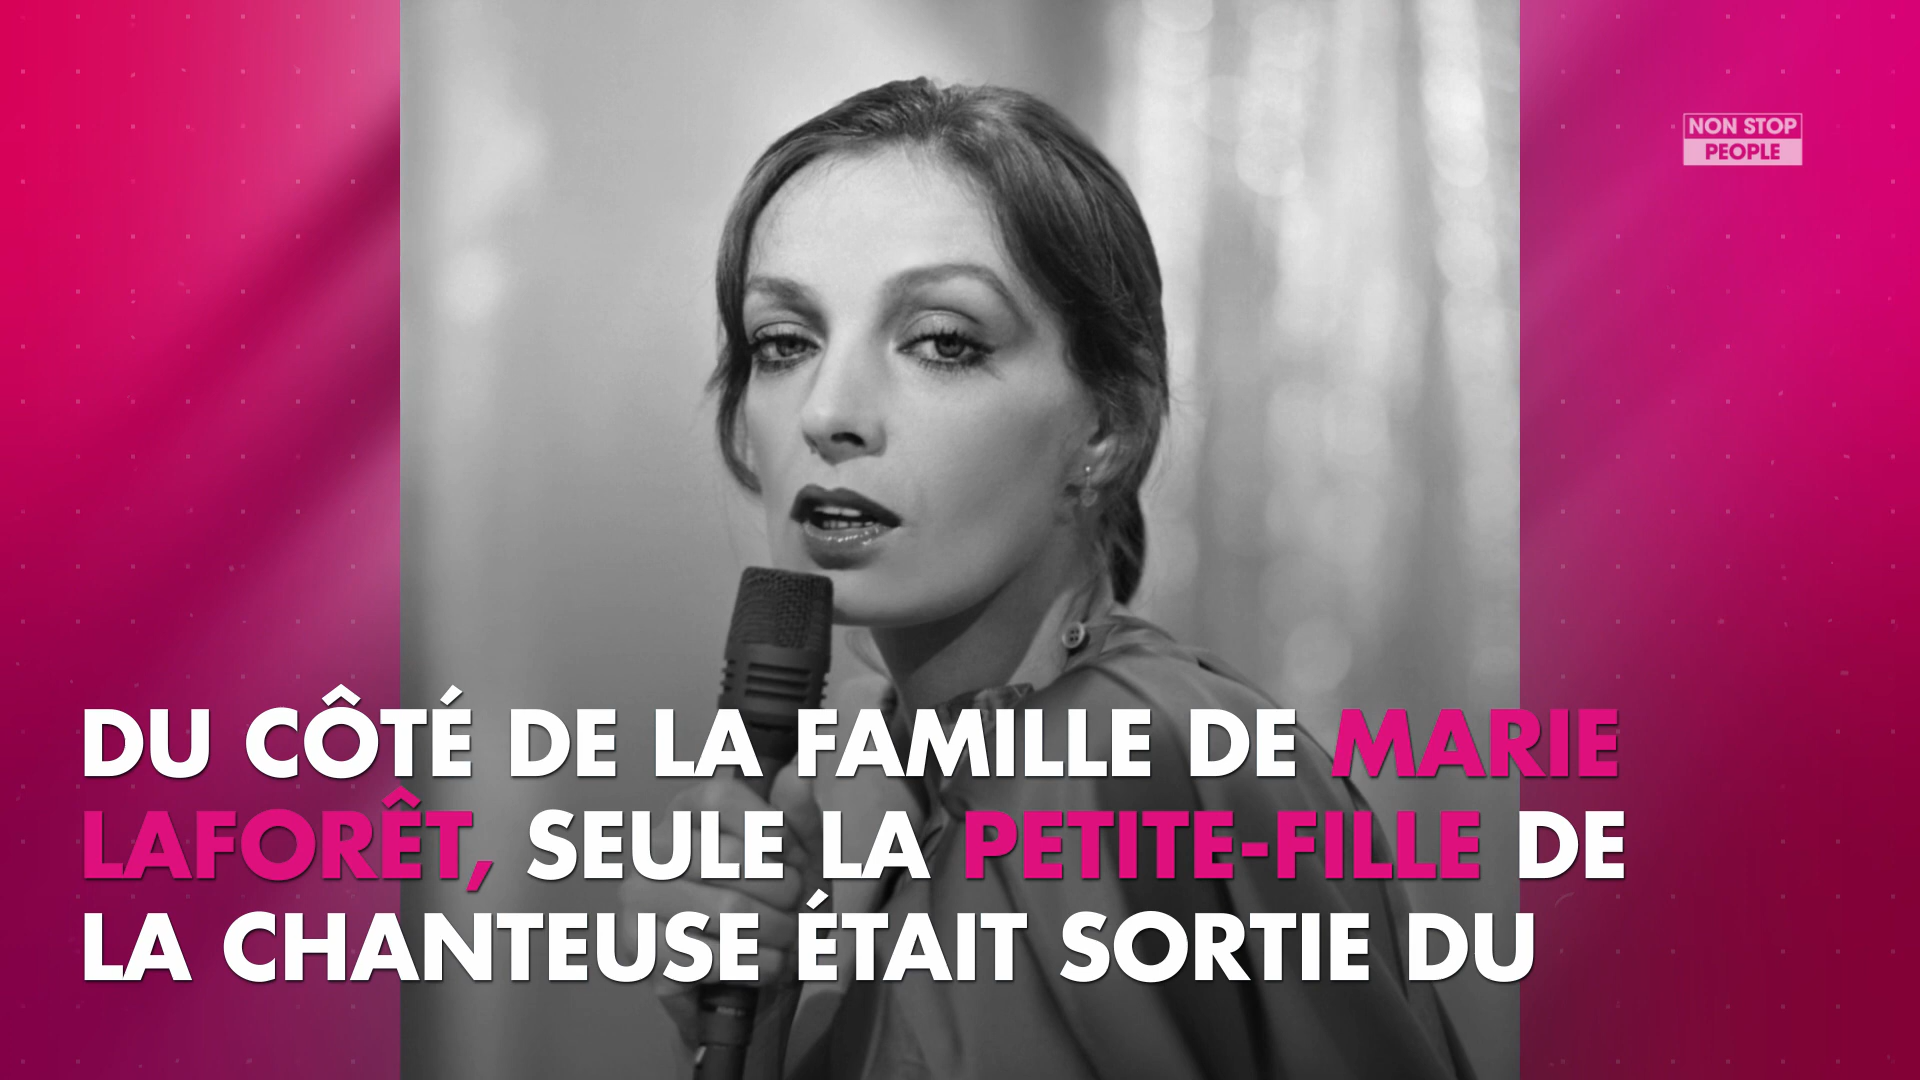 NON STOP
PEOPLE
DU CÔTÉ DE LA FAMILLE DE MARIE
LAFORÊT, SEULE LA PETITE-FILLE DE
LA CHANTEUSE ÉTAIT SORTIE DU